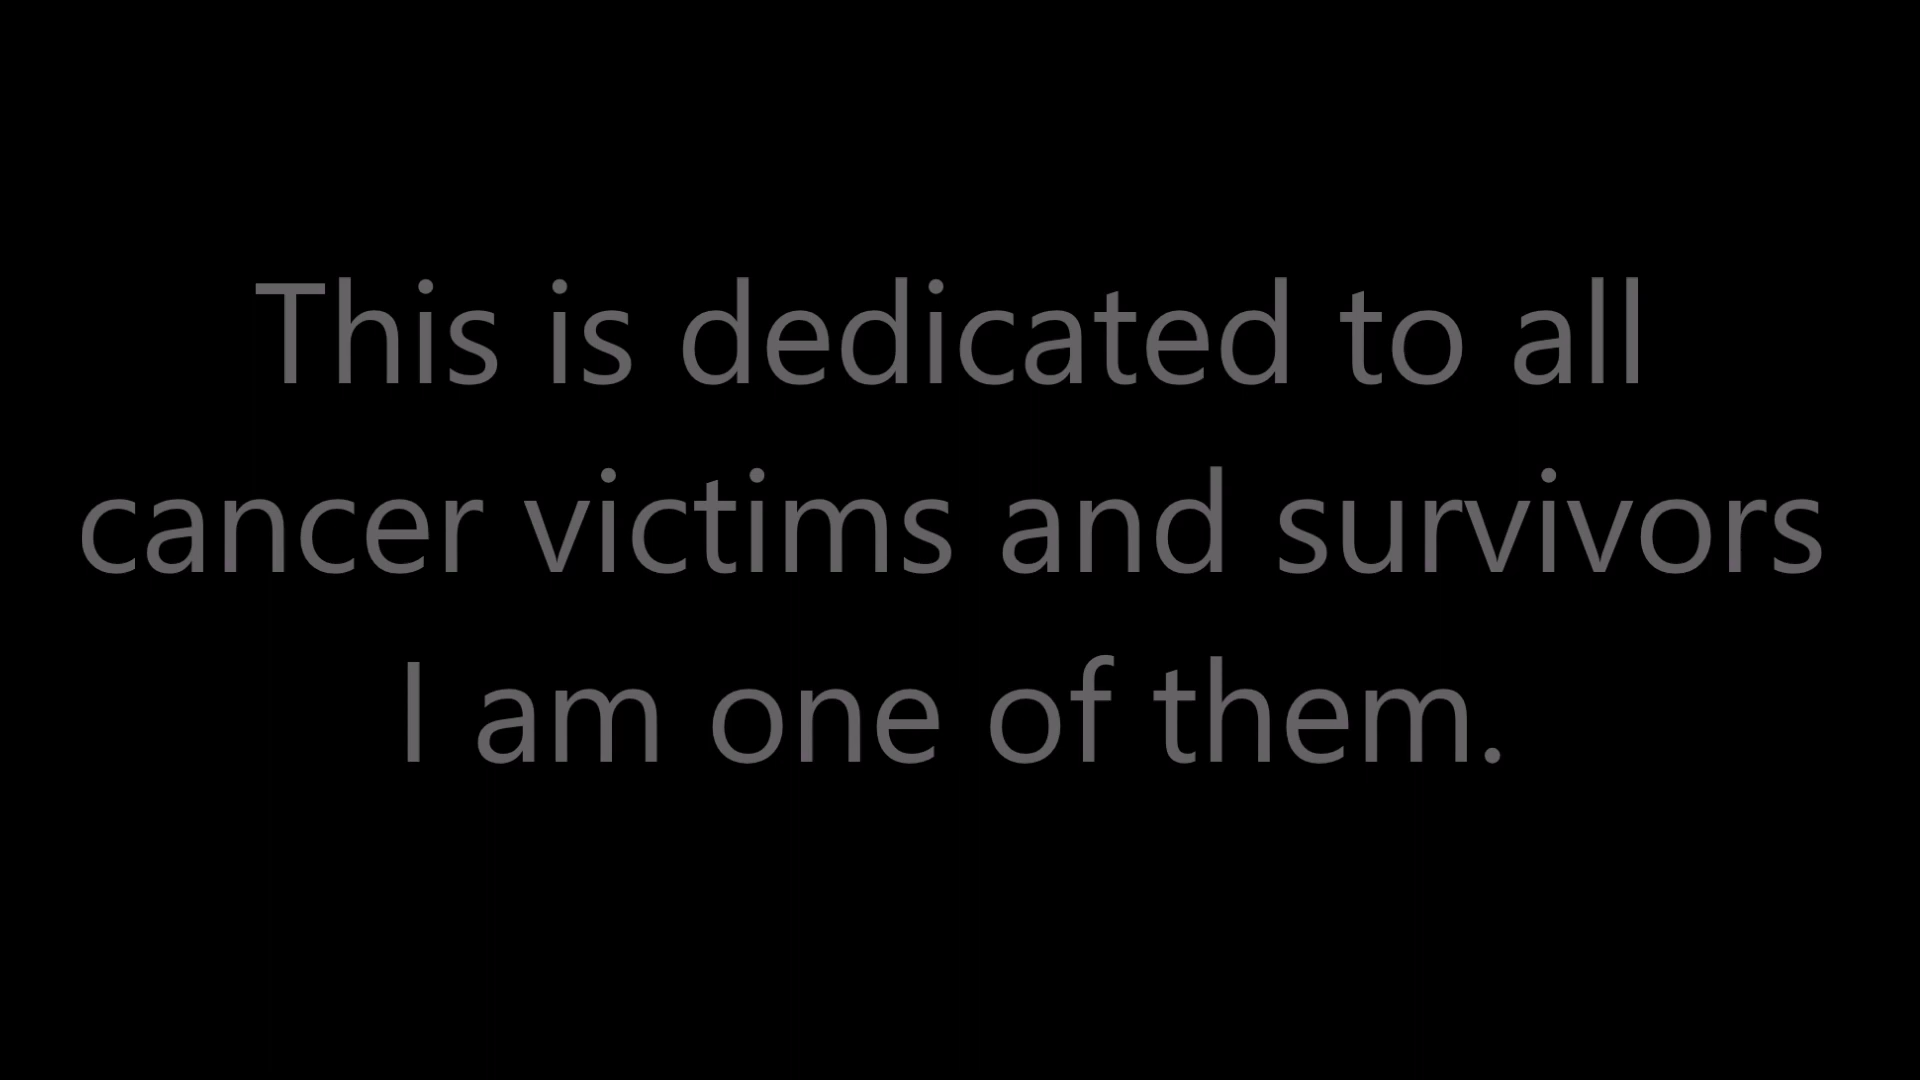 This is dedicated to all
cancer victims and survivors
I am one of them.